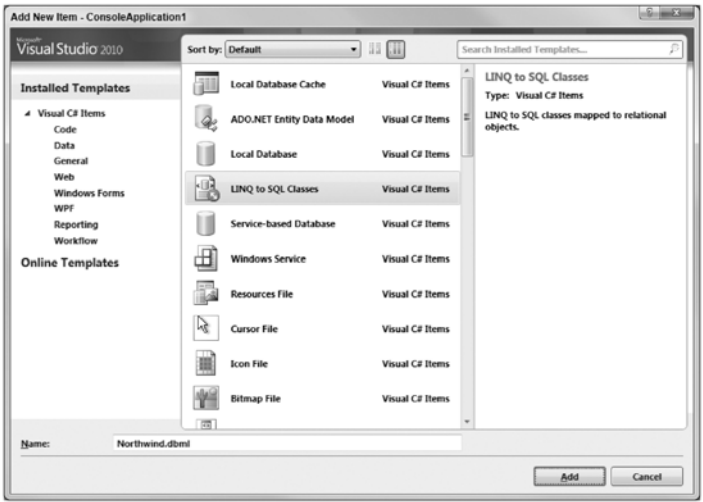 Add New Item - ConsoleApplication1
Microsoft
Visual Studio 2010
Sort by: Default
Search Installed Templates...
Installed Templates
Visual C# Items
Code
Data
General
Web
Windows Forms
WPF
Reporting
Workflow
Online Templates
Local Database Cache Visual C# Items
ADO.NET Entity Data Model Visual C# Items
Local Database Visual C# Items
LINQ to SQL Classes Visual C# Items
Service-based Database Visual C# Items
Windows Service Visual C# Items
Resources File Visual C# Items
Cursor File Visual C# Items
Icon File Visual C# Items
Bitmap File Visual C# Items
LINQ to SQL Classes
Type: Visual C# Items
LINQ to SQL classes mapped to relational
objects.
Name: Northwind.dbml
Add Cancel